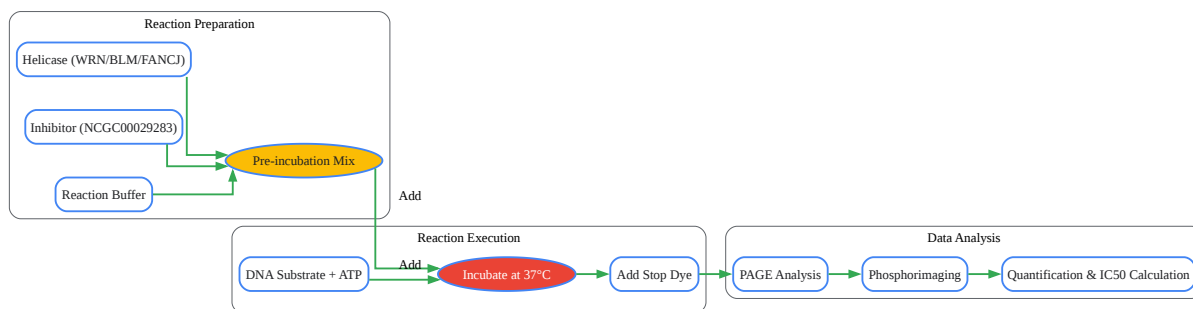 Reaction Preparation
Helicase (WRN/BLM/FANCJ)
Inhibitor (NCGC00029283)
Pre-incubation Mix
Reaction Buffer
Add
Reaction Execution
DNA Substrate + ATP
Add
Incubate at 37°C
Add Stop Dye
Data Analysis
PAGE Analysis
Phosphorimaging
Quantification & IC50 Calculation